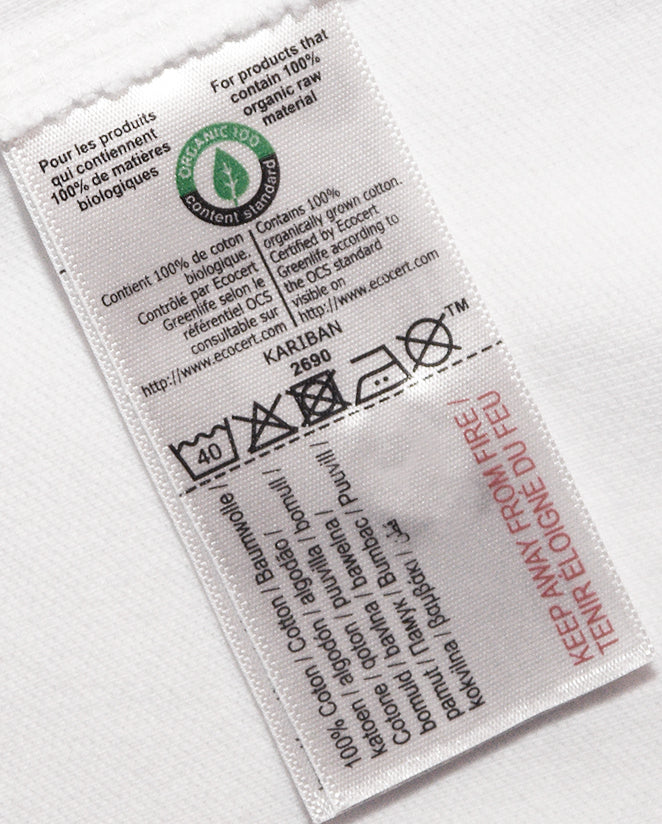 Pour les produits
qui contiennent
100% de matières
biologiques
For products that
contain 100%
organic raw
material
ORGANIC 100
content standard
Contient 100% de coton
biologique.
Contrôlé par Ecocert
Greenlife selon le
référentiel OCS
consultable sur
http://www.ecocert.com
Contains 100%
organically grown cotton.
Certified by Ecocert
Greenlife according to
the OCS standard
visible on
http://www.ecocert.com
KARIBAN
2690
TM
40
100% Coton / Cotton / Baumwolle /
katoen / algodón / algodão/
Cotone / qoton / puuvilla / bomull /
bomuld / bavlna / bawełna/
pamut / Памук / Bumbac / Puuvill /
kokvilna / βαμβάκι /
KEEP AWAY FROM FIRE /
TENIR ÉLOIGNÉ DU FEU